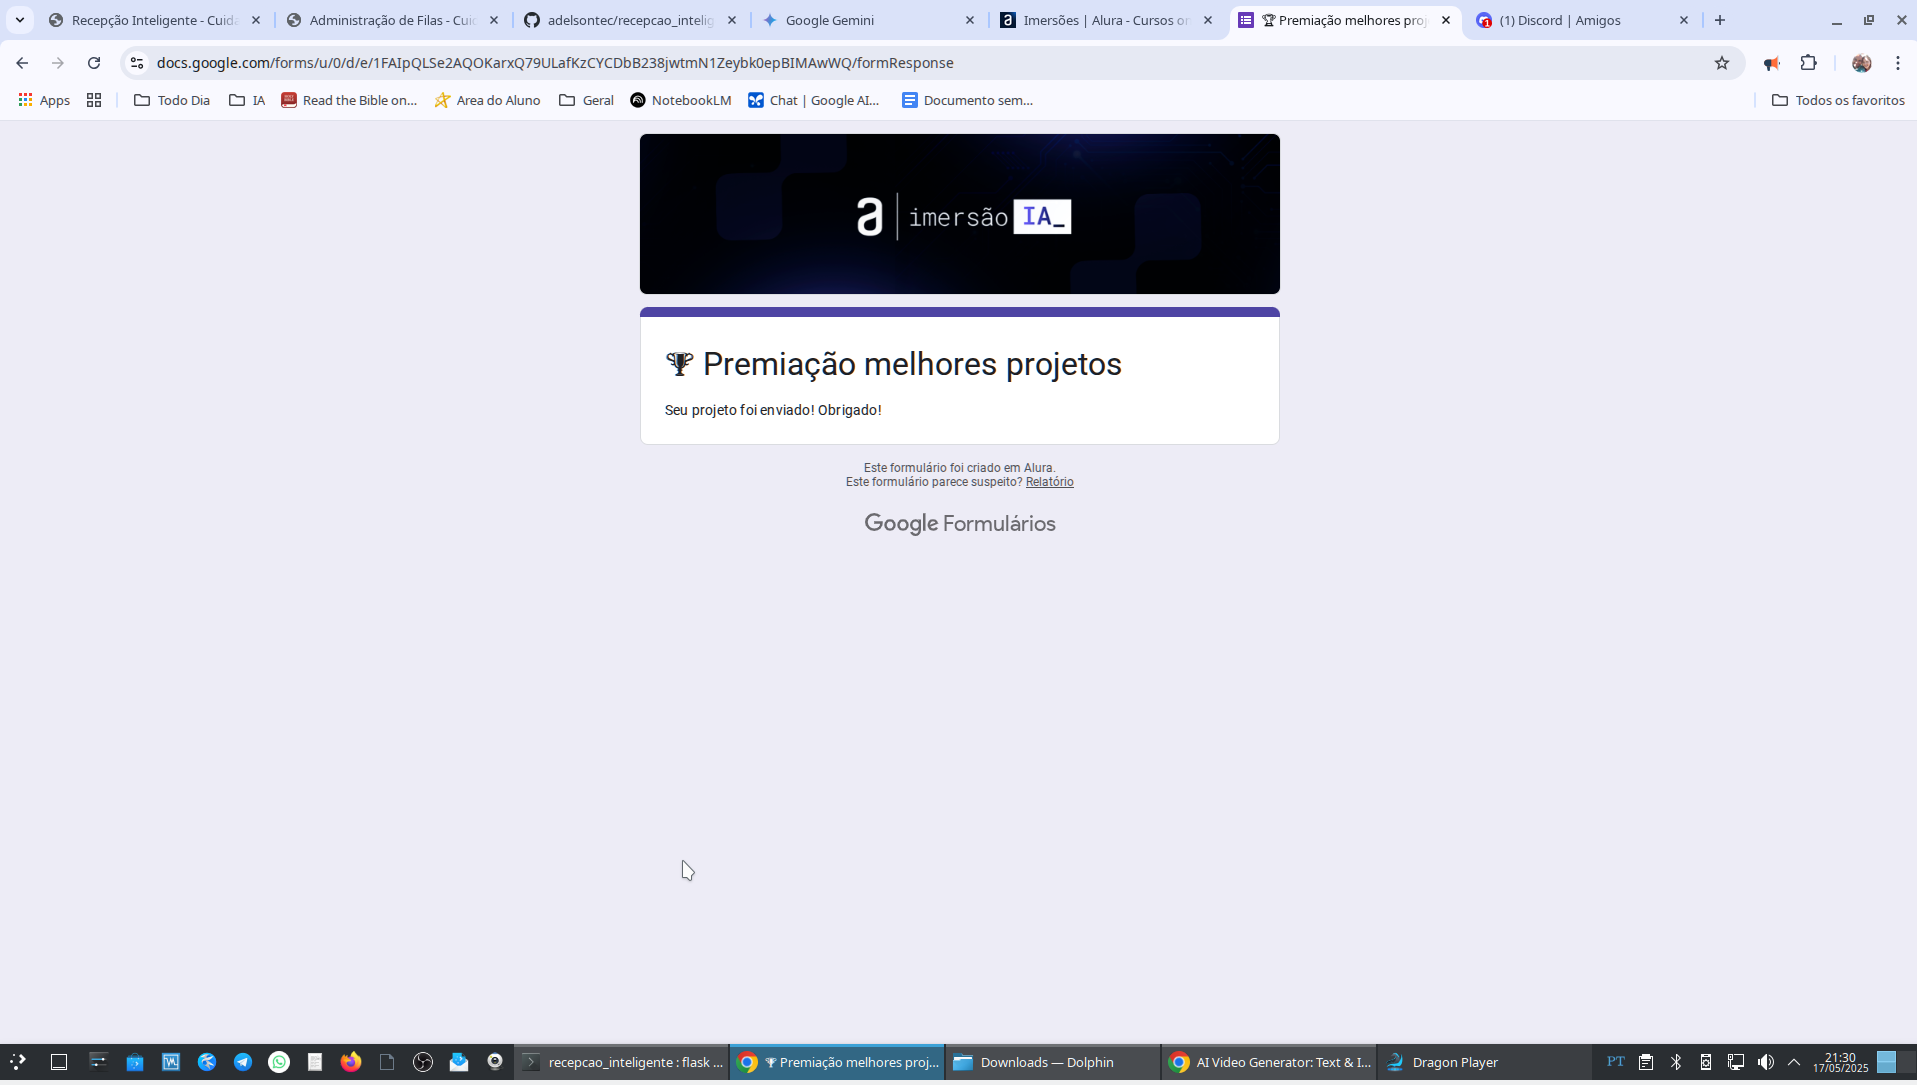 Recepção Inteligente - Cuida
Administração de Filas - Cuid
adelsontec/recepcao_intelig
Google Gemini
Imersões | Alura - Cursos on
🏆 Premiação melhores proj
(1) Discord | Amigos
docs.google.com/forms/u/0/d/e/1FAIpQLSe2AQOKarxQ79ULafKzCYCDbB238jwtmN1Zeybk0epBIMAwWQ/formResponse
Apps
Todo Dia
IA
Read the Bible on...
Area do Aluno
Geral
NotebookLM
Chat | Google AI...
Documento sem...
Todos os favoritos
a | imersão IA_
🏆 Premiação melhores projetos
Seu projeto foi enviado! Obrigado!
Este formulário foi criado em Alura.
Este formulário parece suspeito? Relatório
Google Formulários
recepcao_inteligente : flask ...
🏆 Premiação melhores proj...
Downloads — Dolphin
AI Video Generator: Text & I...
Dragon Player
PT
21:30
17/05/2025